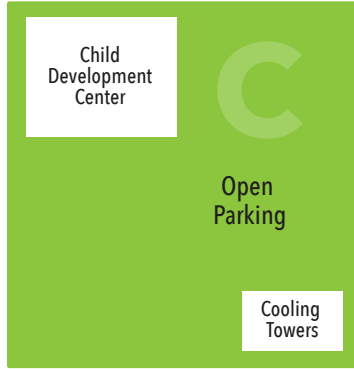 Child
Development
Center
C
Open
Parking
Cooling
Towers